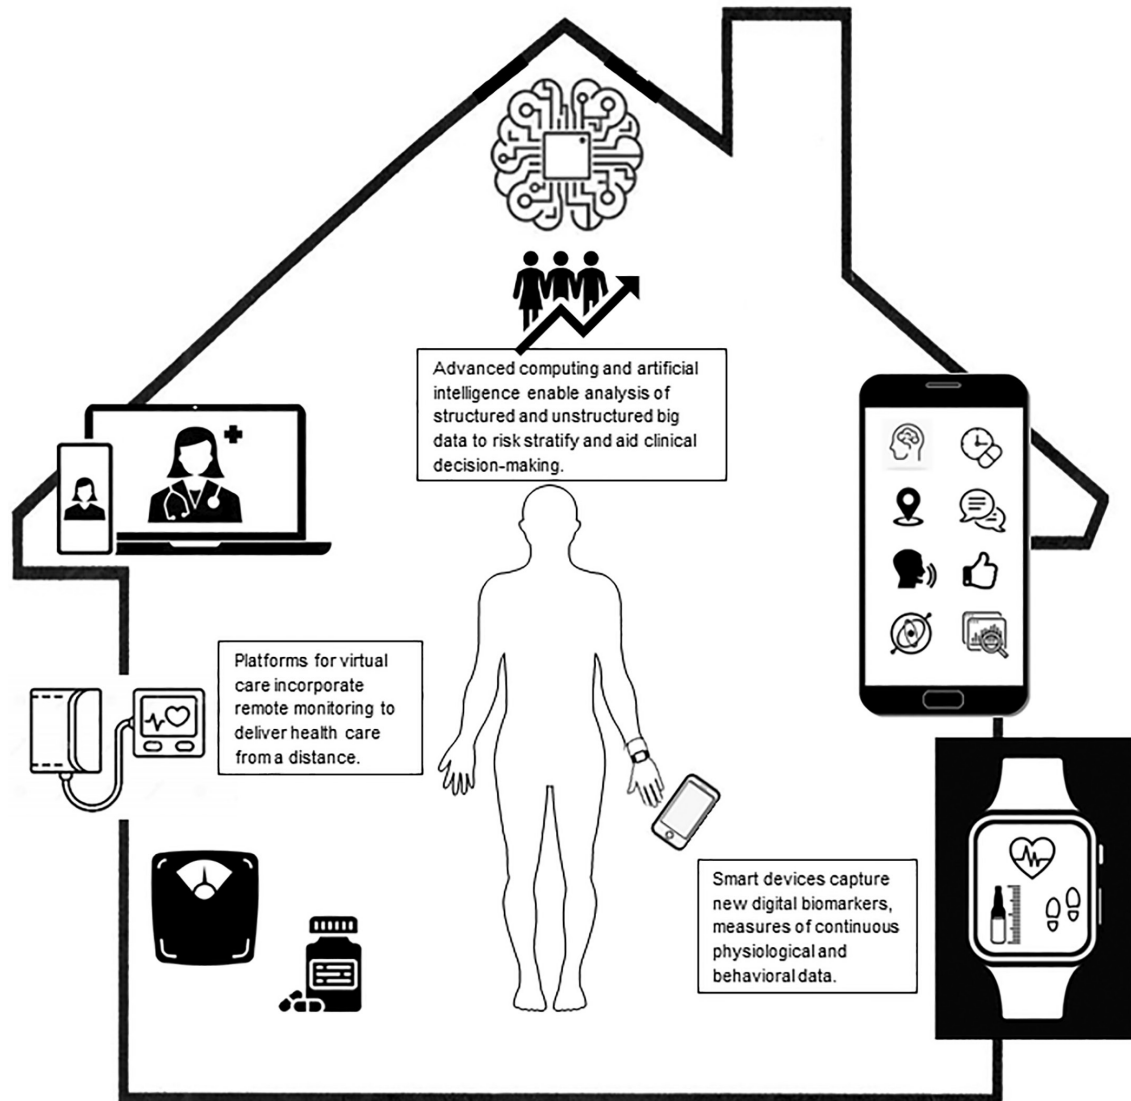 Advanced computing and artificial
intelligence enable analysis of
structured and unstructured big
data to risk stratify and aid clinical
decision-making.
Platforms for virtual
care incorporate
remote monitoring to
deliver health care
from a distance.
Smart devices capture
new digital biomarkers,
measures of continuous
physiological and
behavioral data.